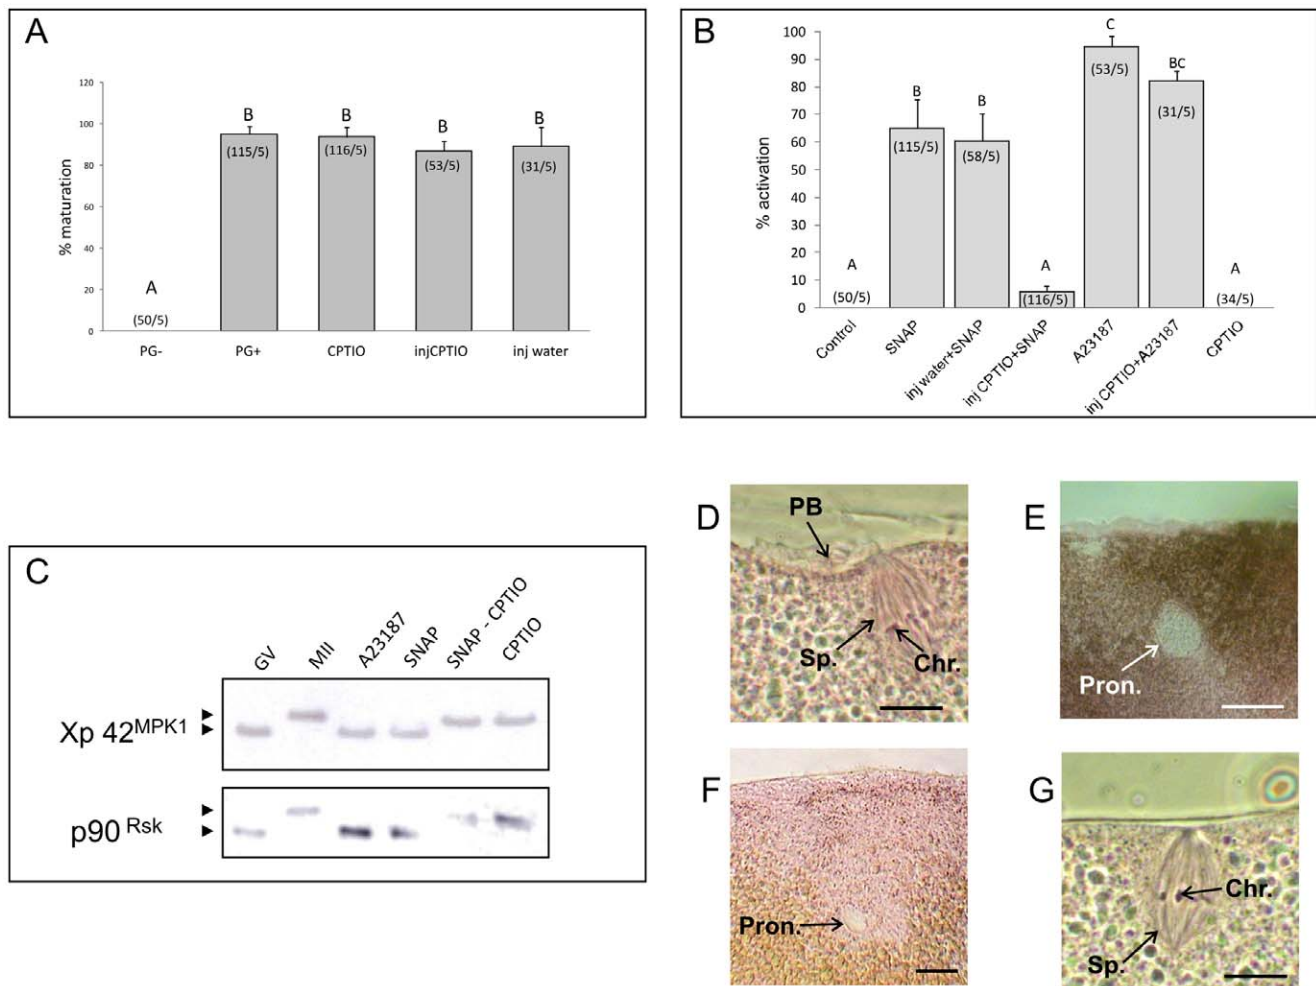 A
% maturation
120
100
80
60
40
20
0
A
B
B
B
B
(50/5)
(115/5)
(116/5)
(53/5)
(31/5)
PG-
PG+
CPTIO
injCPTIO
inj water
B
% activation
100
90
80
70
60
50
40
30
20
10
0
A
B
B
A
C
BC
A
(50/5)
(115/5)
(58/5)
(116/5)
(53/5)
(31/5)
(34/5)
Control
SNAP
inj water+SNAP
inj CPTIO+SNAP
A23187
inj CPTIO+A23187
CPTIO
C
GV
MII
A23187
SNAP
SNAP - CPTIO
CPTIO
Xp 42MPK1
p90 Rsk
D
PB
Sp.
Chr.
E
Pron.
F
Pron.
G
Chr.
Sp.